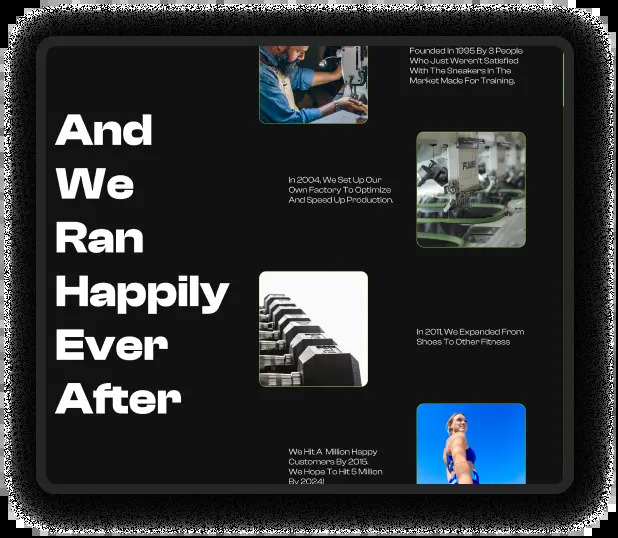 And
We
Ran
Happily
Ever
After
Founded In 1995 By 3 People
Who Just Weren't Satisfied
With The Sneakers In The
Market Made For Training.
In 2004, We Set Up Our
Own Factory To Optimize
And Speed Up Production.
In 2011, We Expanded From
Shoes To Other Fitness
We Hit A Million Happy
Customers By 2015.
We Hope To Hit 5 Million
By 2024!